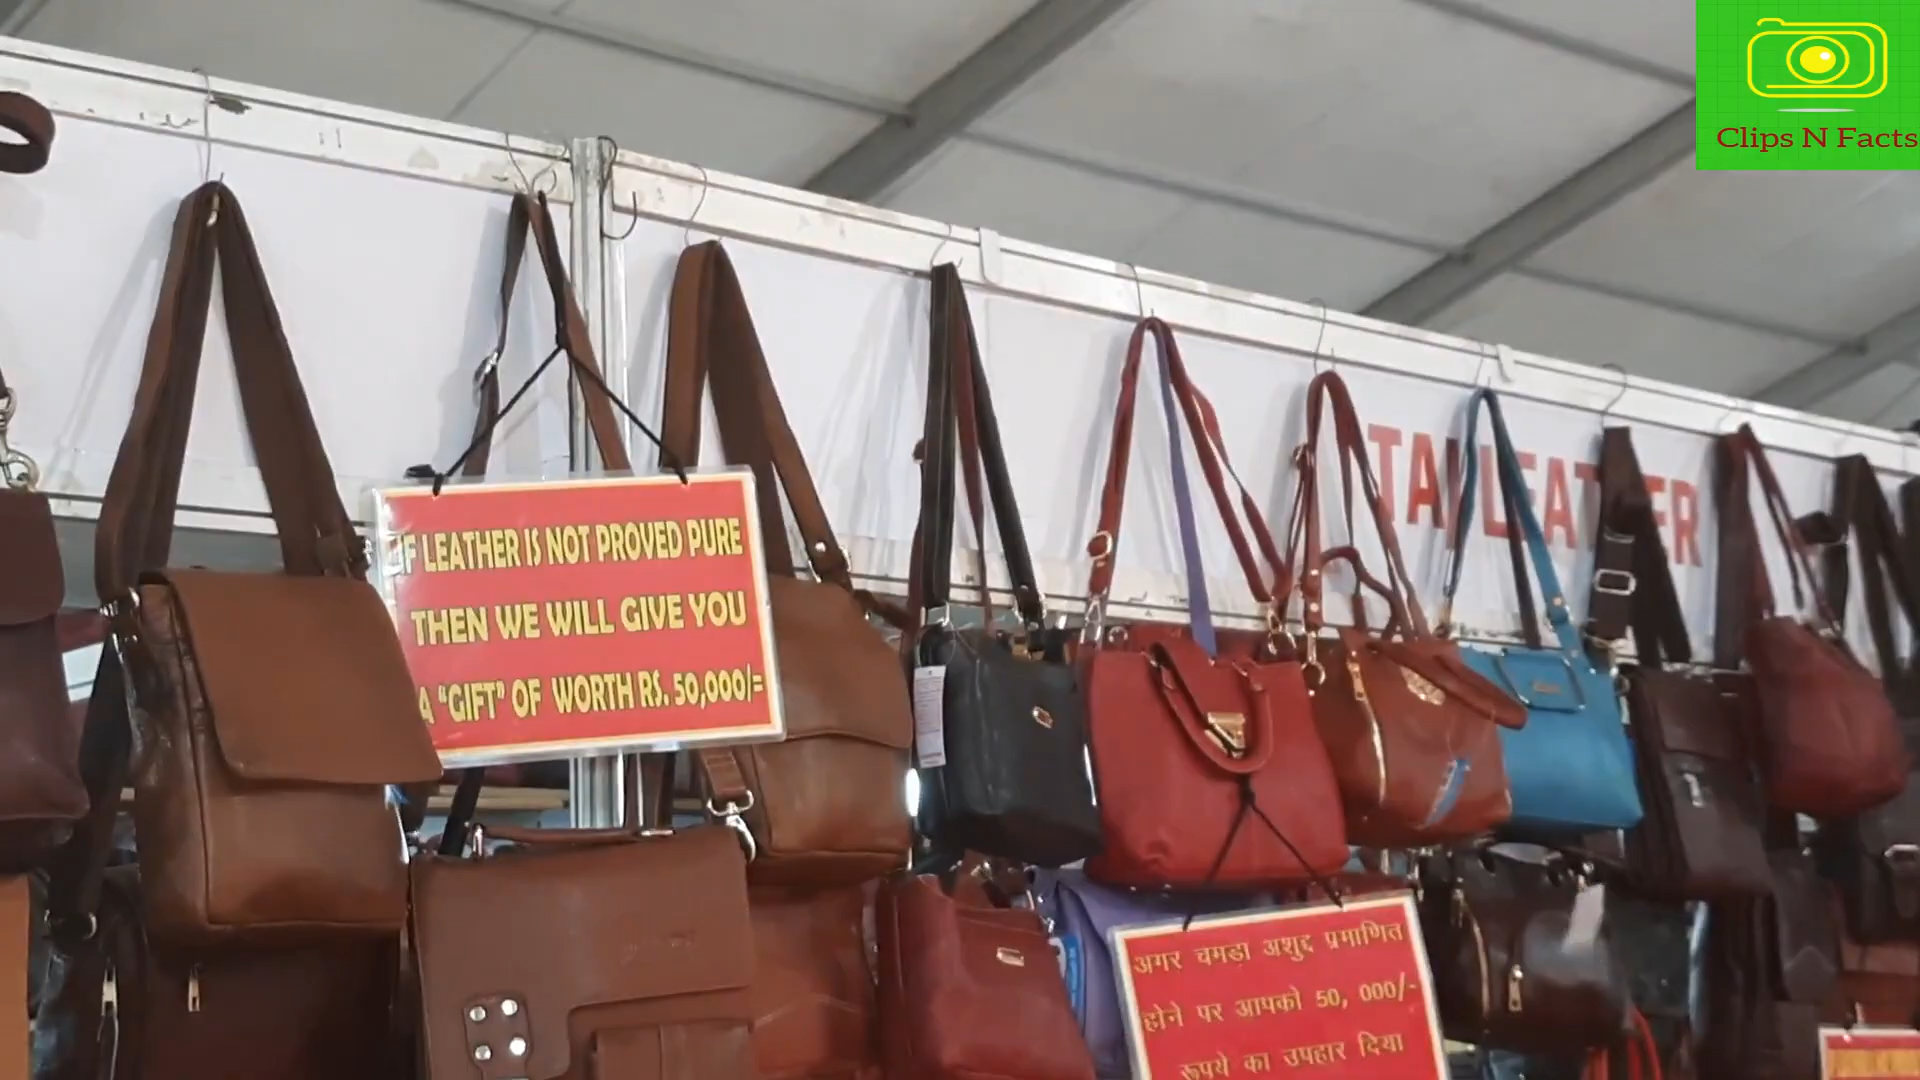 Clips N Facts
IF LEATHER IS NOT PROVED PURE
THEN WE WILL GIVE YOU
A "GIFT" OF WORTH RS. 50,000/=
अगर चमड़ा अशुद्द प्रमाणित
होने पर आपको 50, 000/-
रूपये का उपहार दिया